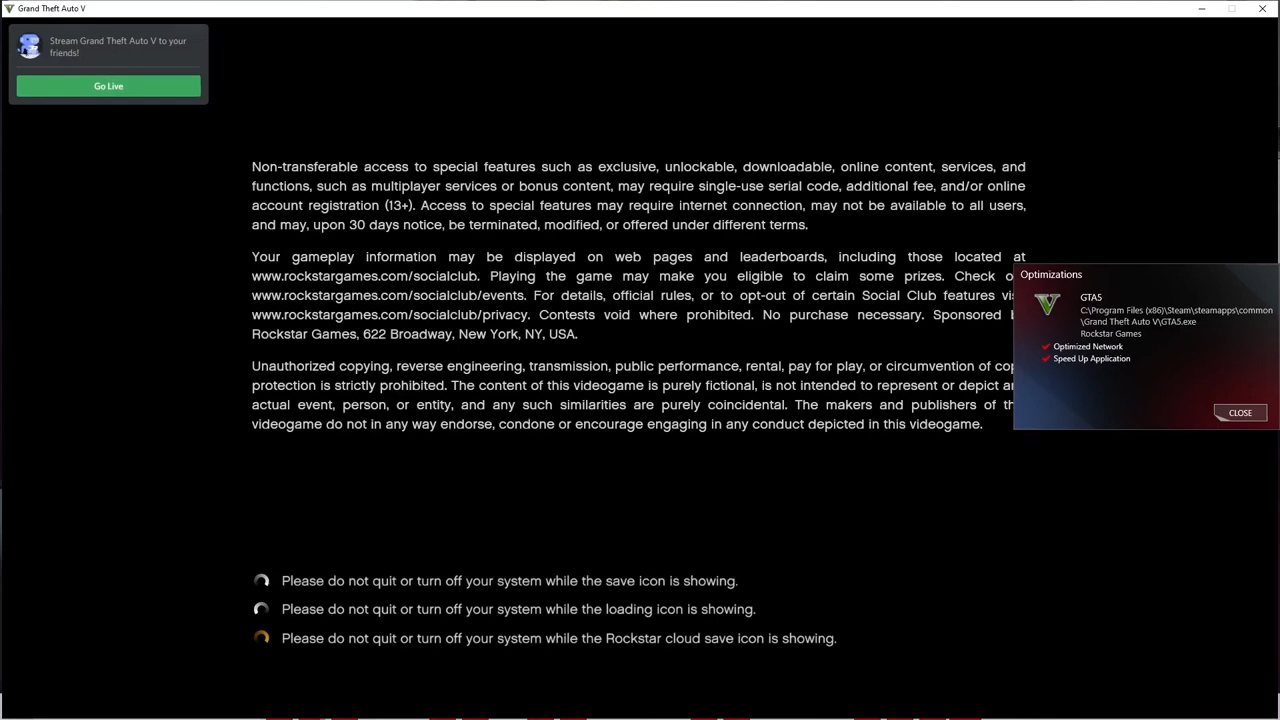 Grand Theft Auto V
Stream Grand Theft Auto V to your
friends!
Go Live
Non-transferable access to special features such as exclusive, unlockable, downloadable, online content, services, and
functions, such as multiplayer services or bonus content, may require single-use serial code, additional fee, and/or online
account registration (13+). Access to special features may require internet connection, may not be available to all users,
and may, upon 30 days notice, be terminated, modified, or offered under different terms.
Your gameplay information may be displayed on web pages and leaderboards, including those located at
www.rockstargames.com/socialclub. Playing the game may make you eligible to claim some prizes. Check
www.rockstargames.com/socialclub/events. For details, official rules, or to opt-out of certain Social Club features
www.rockstargames.com/socialclub/privacy. Contests void where prohibited. No purchase necessary. Sponsored
Rockstar Games, 622 Broadway, New York, NY, USA.
Unauthorized copying, reverse engineering, transmission, public performance, rental, pay for play, or circumvention of
protection is strictly prohibited. The content of this videogame is purely fictional, is not intended to represent or depict
actual event, person, or entity, and any such similarities are purely coincidental. The makers and publishers of
videogame do not in any way endorse, condone or encourage engaging in any conduct depicted in this videogame.
Optimizations
GTA5
C:\Program Files (x86)\Steam\steamapps\common
\Grand Theft Auto V\GTA5.exe
Rockstar Games
Optimized Network
Speed Up Application
CLOSE
Please do not quit or turn off your system while the save icon is showing.
Please do not quit or turn off your system while the loading icon is showing.
Please do not quit or turn off your system while the Rockstar cloud save icon is showing.